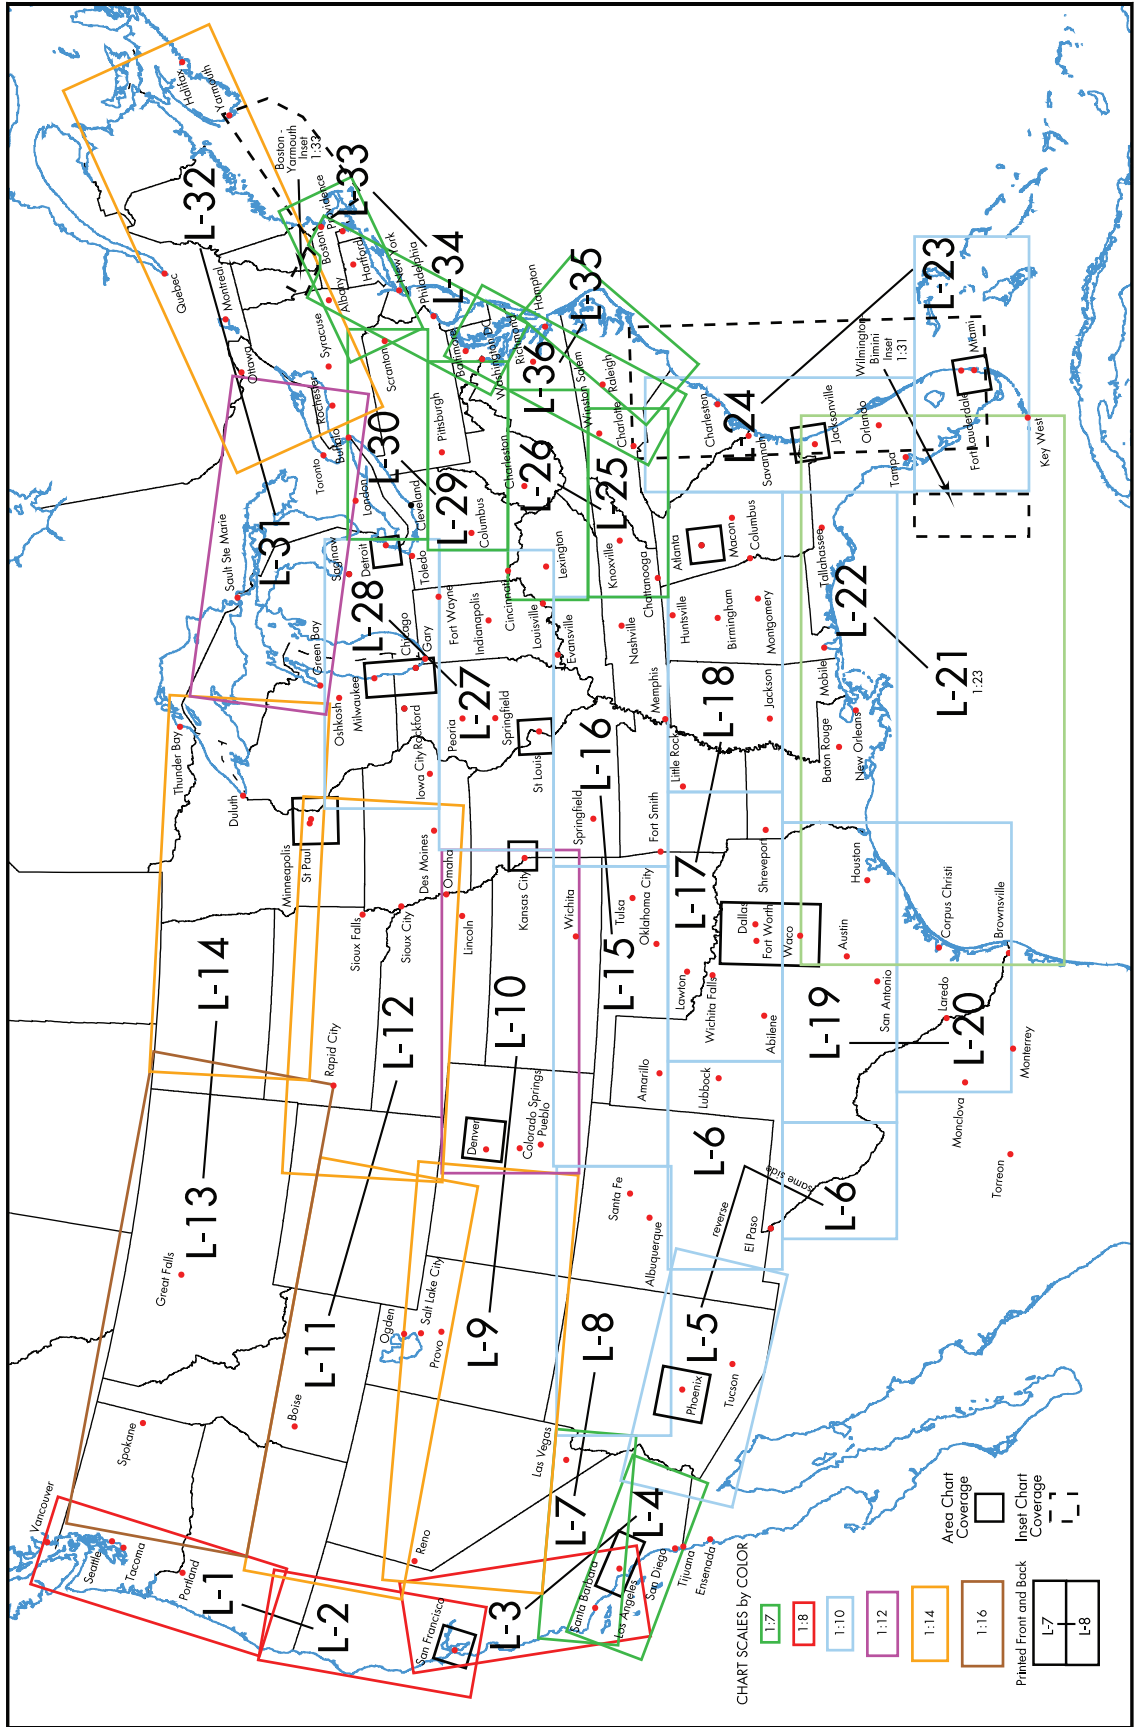 Vancouver
Seattle
Tacoma
Portland
Spokane
L-1
L-2
Boise
Great Falls
L-13
L-14
L-11
L-12
Rapid City
Reno
San Francisco
L-3
Ogden
Salt Lake City
Provo
L-9
L-10
Denver
Colorado Springs
Pueblo
Las Vegas
L-7
L-8
L-4
Santa Barbara
Los Angeles
San Diego
Tijuana
Ensenada
Phoenix
Tucson
L-5
reverse
same side
L-6
L-6
El Paso
Santa Fe
Albuquerque
Amarillo
Lubbock
Abilene
Wichita Falls
Lawton
Oklahoma City
Tulsa
L-15
L-16
L-17
L-18
L-19
L-20
Dallas
Fort Worth
Waco
Austin
San Antonio
Laredo
Corpus Christi
Brownsville
Monterrey
Monclova
Torreon
Houston
Shreveport
Duluth
Thunder Bay
Minneapolis
St Paul
Sioux Falls
Sioux City
Des Moines
Omaha
Lincoln
Kansas City
Wichita
Springfield
Fort Smith
Little Rock
Memphis
Jackson
Baton Rouge
New Orleans
Mobile
Iowa City
Rockford
Peoria
Springfield
St Louis
L-27
L-28
Oshkosh
Milwaukee
Green Bay
Chicago
Gary
Fort Wayne
Indianapolis
Louisville
Evansville
Cincinnati
Lexington
Nashville
Knoxville
Chattanooga
Huntsville
Birmingham
Montgomery
Atlanta
Macon
Columbus
Tallahassee
L-21
1:23
L-22
Sault Ste Marie
L-31
Saginaw
Detroit
Toledo
Cleveland
Columbus
London
Toronto
Buffalo
Rochester
Syracuse
L-30
L-29
L-26
L-25
Pittsburgh
Charleston
Scranton
Ottawa
Montreal
Quebec
L-32
Halifax
Yarmouth
Boston -
Yarmouth
Inset
1:33
Boston
Providence
Hartford
Albany
New York
Philadelphia
Baltimore
Washington DC
Richmond
Hampton
L-33
L-34
L-35
L-36
Winston Salem
Raleigh
Charlotte
Charleston
Savannah
L-24
L-23
Jacksonville
Orlando
Tampa
Fort Lauderdale
Miami
Key West
Wilmington
Bimini
Inset
1:31
CHART SCALES by COLOR
1:7
1:8
1:10
1:12
1:14
1:16
Area Chart
Coverage
Inset Chart
Coverage
Printed Front and Back
L-7
L-8